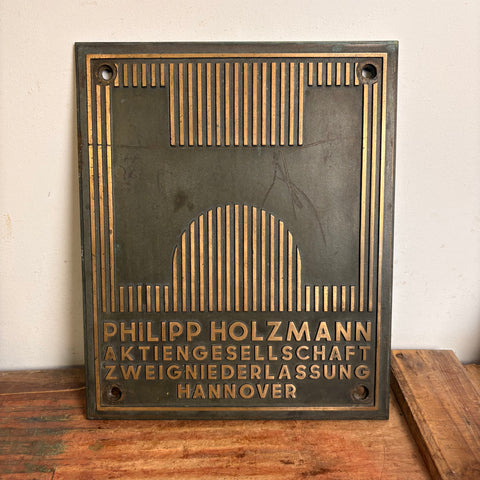 PHILIPP HOLZMANN
AKTIENGESELLSCHAFT
ZWEIGNIEDERLASSUNG
HANNOVER